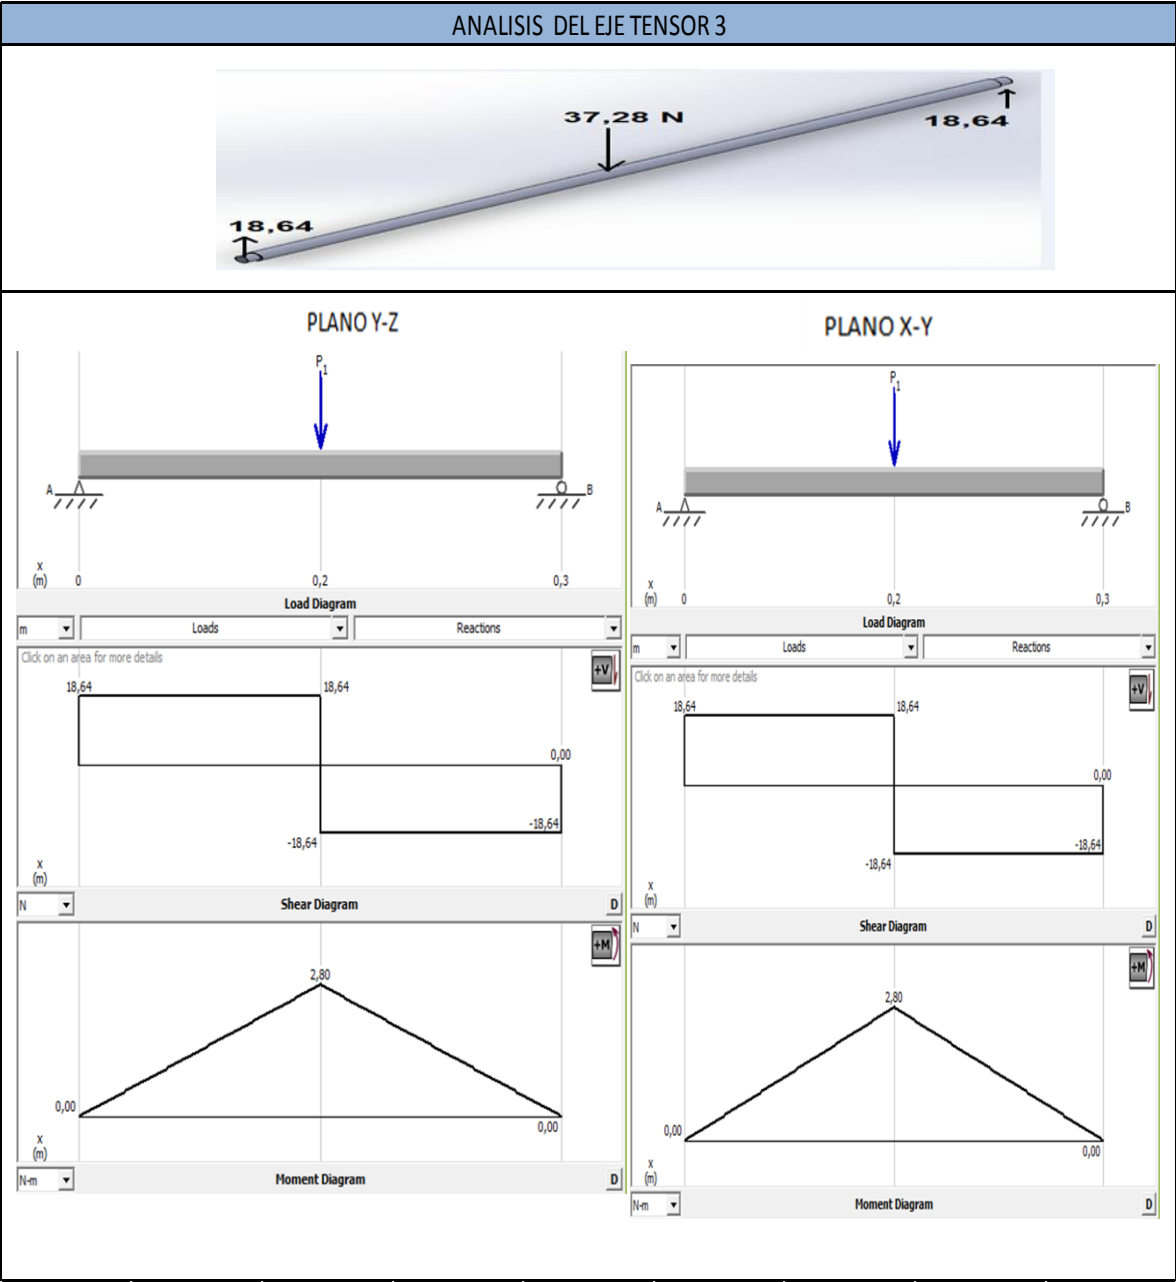 ANALISIS DEL EJE TENSOR 3
37,28 N
18,64
18,64
PLANO Y-Z
P1
A
B
x
(m)
0
0,2
0,3
Load Diagram
m
Loads
Reactions
Click on an area for more details
+V
18,64
18,64
0,00
-18,64
-18,64
x
(m)
N
Shear Diagram
D
+M
2,80
0,00
0,00
x
(m)
N-m
Moment Diagram
D
PLANO X-Y
P1
A
B
x
(m)
0
0,2
0,3
Load Diagram
m
Loads
Reactions
Click on an area for more details
+V
18,64
18,64
0,00
-18,64
-18,64
x
(m)
N
Shear Diagram
D
+M
2,80
0,00
0,00
x
(m)
N-m
Moment Diagram
D